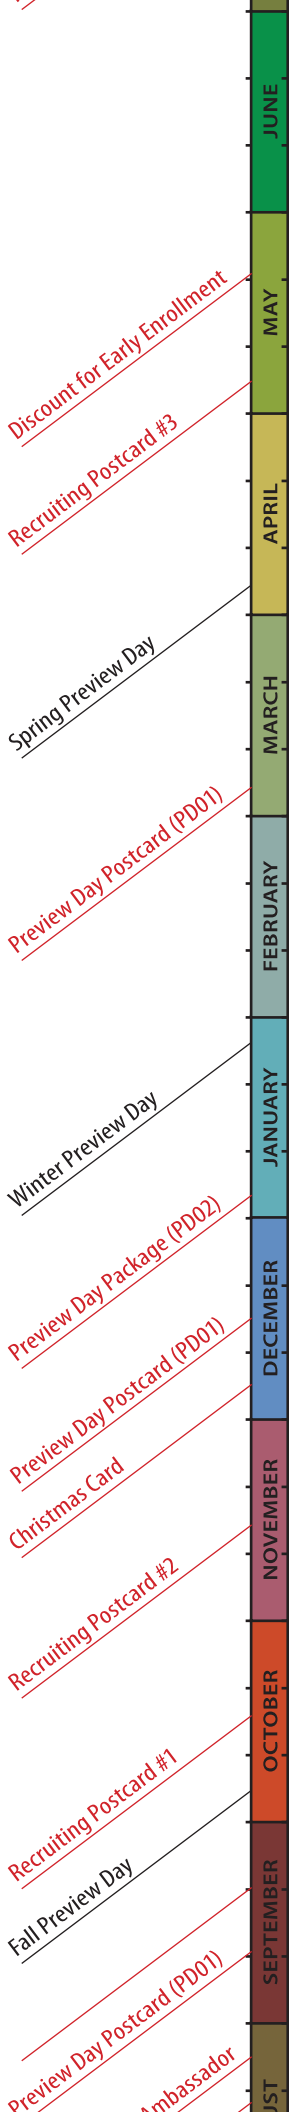 JUNE
MAY
Discount for Early Enrollment
Recruiting Postcard #3
APRIL
Spring Preview Day
MARCH
Preview Day Postcard (PD01)
FEBRUARY
JANUARY
Winter Preview Day
Preview Day Package (PD02)
DECEMBER
Preview Day Postcard (PD01)
Christmas Card
NOVEMBER
Recruiting Postcard #2
OCTOBER
Recruiting Postcard #1
Fall Preview Day
SEPTEMBER
Preview Day Postcard (PD01)
Ambassador
UST